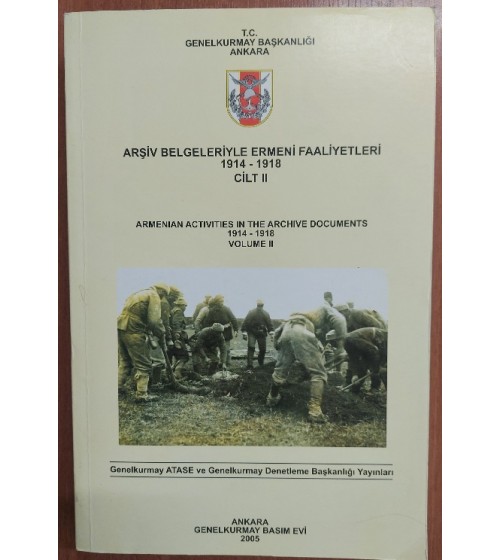 T.C.
GENELKURMAY BAŞKANLIĞI
ANKARA
ARŞİV BELGELERİYLE ERMENİ FAALİYETLERİ
1914 - 1918
CİLT II
ARMENIAN ACTIVITIES IN THE ARCHIVE DOCUMENTS
1914 - 1918
VOLUME II
Genelkurmay ATASE ve Genelkurmay Denetleme Başkanlığı Yayınları
ANKARA
GENELKURMAY BASIM EVİ
2005